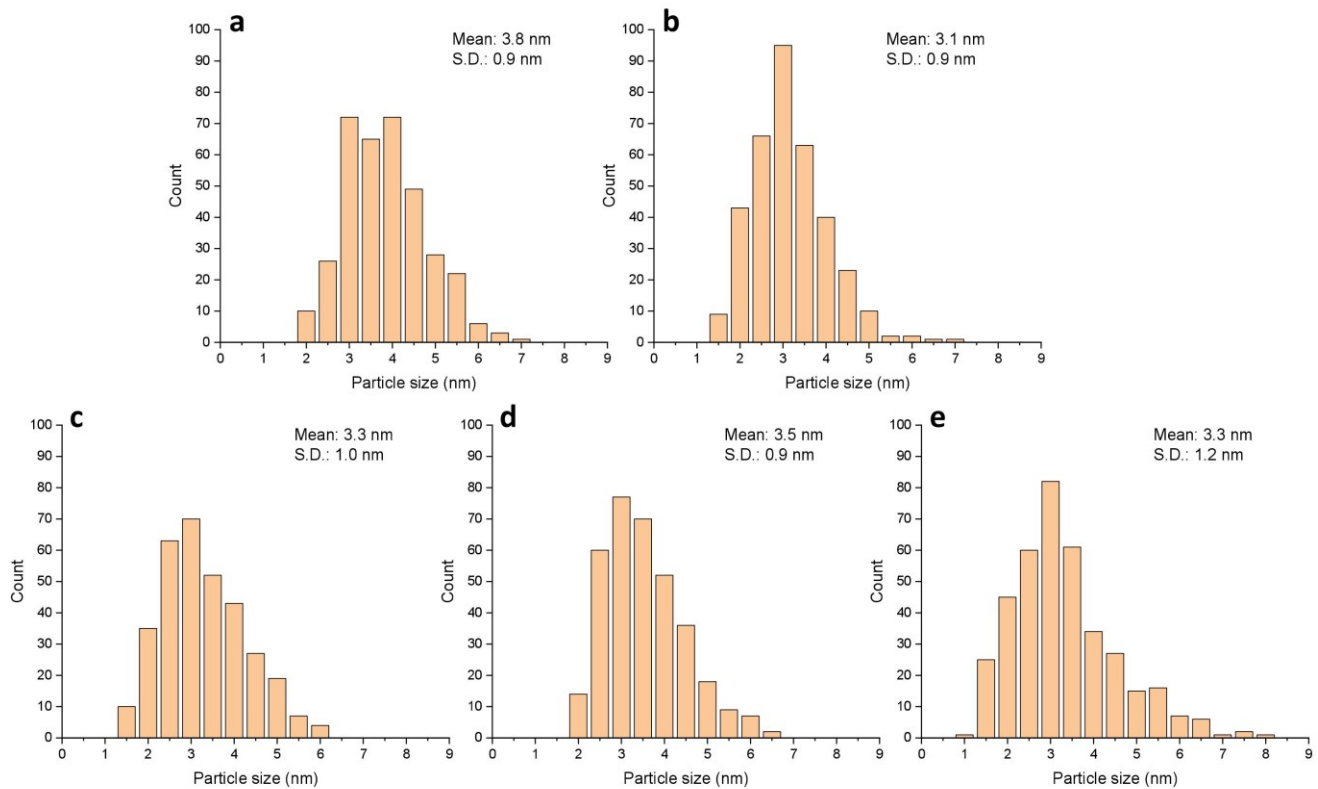 a
Mean: 3.8 nm
S.D.: 0.9 nm
100
90
80
70
60
50
40
30
20
10
0
Count
0 1 2 3 4 5 6 7 8 9
Particle size (nm)
b
Mean: 3.1 nm
S.D.: 0.9 nm
100
90
80
70
60
50
40
30
20
10
0
Count
0 1 2 3 4 5 6 7 8 9
Particle size (nm)
c
Mean: 3.3 nm
S.D.: 1.0 nm
100
90
80
70
60
50
40
30
20
10
0
Count
0 1 2 3 4 5 6 7 8 9
Particle size (nm)
d
Mean: 3.5 nm
S.D.: 0.9 nm
100
90
80
70
60
50
40
30
20
10
0
Count
0 1 2 3 4 5 6 7 8 9
Particle size (nm)
e
Mean: 3.3 nm
S.D.: 1.2 nm
100
90
80
70
60
50
40
30
20
10
0
Count
0 1 2 3 4 5 6 7 8 9
Particle size (nm)